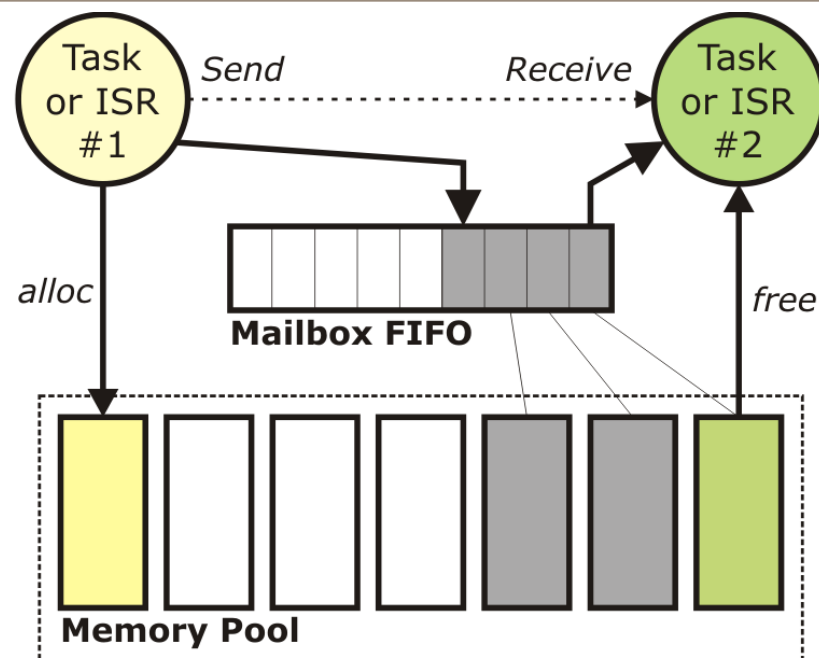 Task
or ISR
#1
Send
Receive
Task
or ISR
#2
alloc
free
Mailbox FIFO
Memory Pool